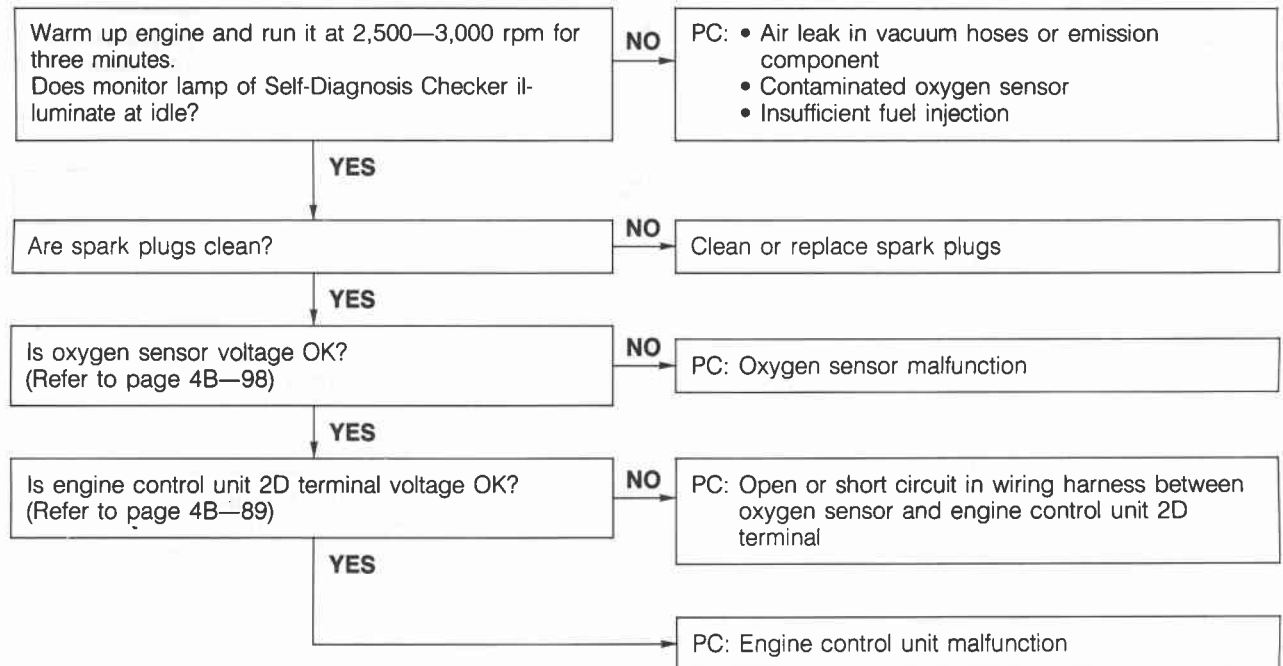 Warm up engine and run it at 2,500—3,000 rpm for
three minutes.
Does monitor lamp of Self-Diagnosis Checker il-
luminate at idle?
NO
PC: • Air leak in vacuum hoses or emission
component
• Contaminated oxygen sensor
• Insufficient fuel injection
YES
Are spark plugs clean?
NO
Clean or replace spark plugs
YES
Is oxygen sensor voltage OK?
(Refer to page 4B—98)
NO
PC: Oxygen sensor malfunction
YES
Is engine control unit 2D terminal voltage OK?
(Refer to page 4B—89)
NO
PC: Open or short circuit in wiring harness between
oxygen sensor and engine control unit 2D
terminal
YES
PC: Engine control unit malfunction